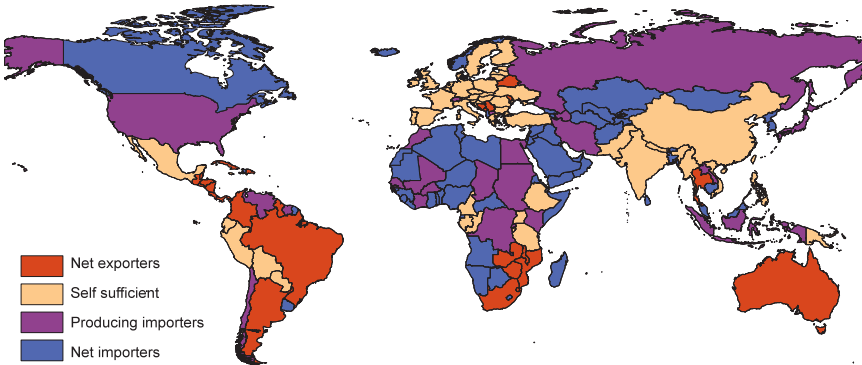 Net exporters
Self sufficient
Producing importers
Net importers